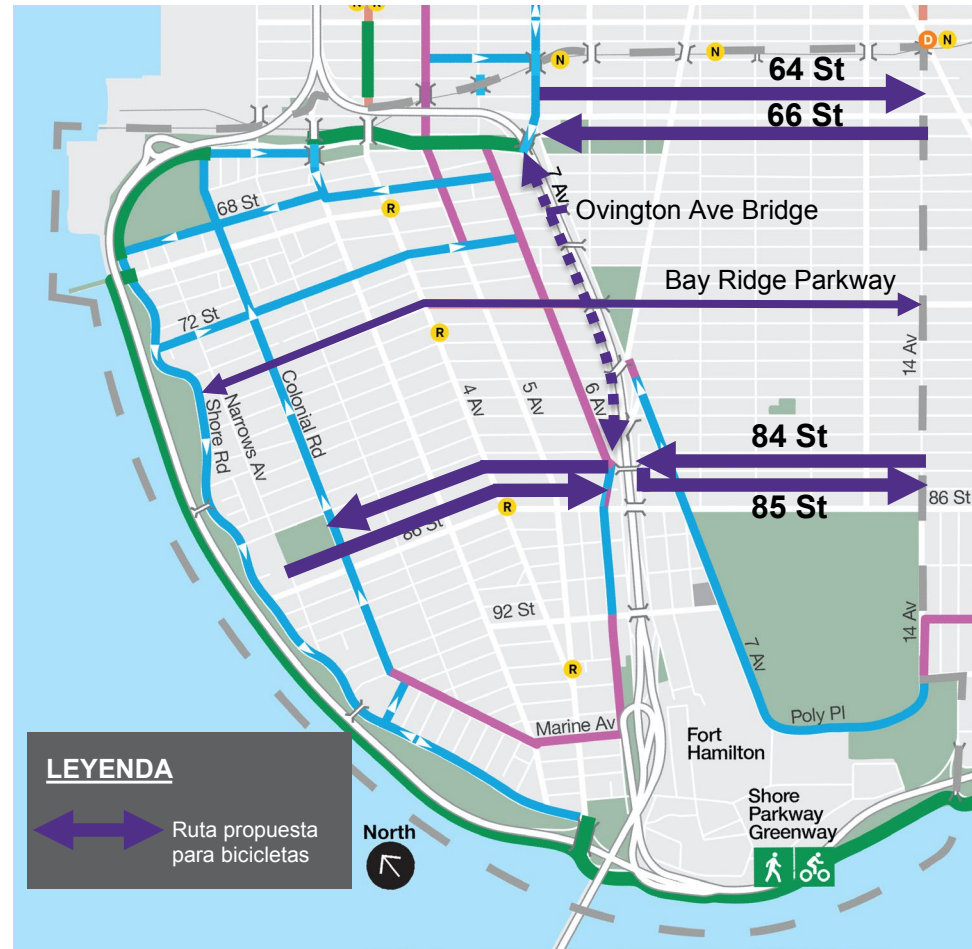 R
R
D
N
N
N
64 St
66 St
7 Av
68 St
R
Ovington Ave Bridge
Bay Ridge Parkway
72 St
R
14 Av
Colonial Rd
4 Av
5 Av
6 Av
Narrows Av
Shore Rd
84 St
85 St
86 St
R
86 St
92 St
14 Av
7 Av
R
Marine Av
Poly Pl
Fort
Hamilton
LEYENDA
Ruta propuesta
para bicicletas
North
Shore
Parkway
Greenway